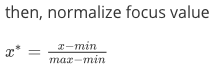 then, normalize focus value
x* = x−min / max−min